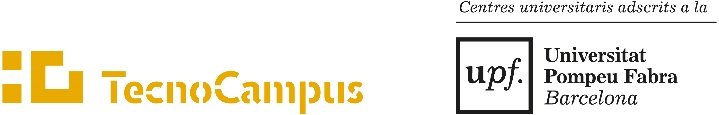 Centres universitaris adscrits a la
TecnoCampus
upf.
Universitat
Pompeu Fabra
Barcelona